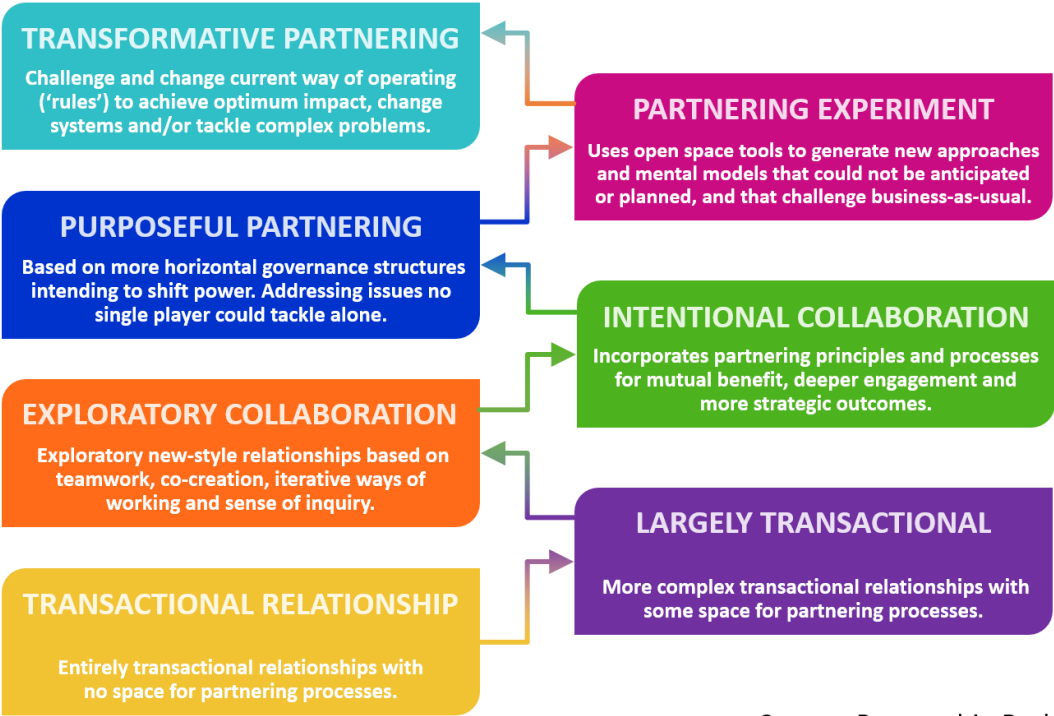 TRANSFORMATIVE PARTNERING
Challenge and change current way of operating
(‘rules’) to achieve optimum impact, change
systems and/or tackle complex problems.
PARTNERING EXPERIMENT
Uses open space tools to generate new approaches
and mental models that could not be anticipated
or planned, and that challenge business-as-usual.
PURPOSEFUL PARTNERING
Based on more horizontal governance structures
intending to shift power. Addressing issues no
single player could tackle alone.
INTENTIONAL COLLABORATION
Incorporates partnering principles and processes
for mutual benefit, deeper engagement and
more strategic outcomes.
EXPLORATORY COLLABORATION
Exploratory new-style relationships based on
teamwork, co-creation, iterative ways of
working and sense of inquiry.
LARGELY TRANSACTIONAL
More complex transactional relationships with
some space for partnering processes.
TRANSACTIONAL RELATIONSHIP
Entirely transactional relationships with
no space for partnering processes.